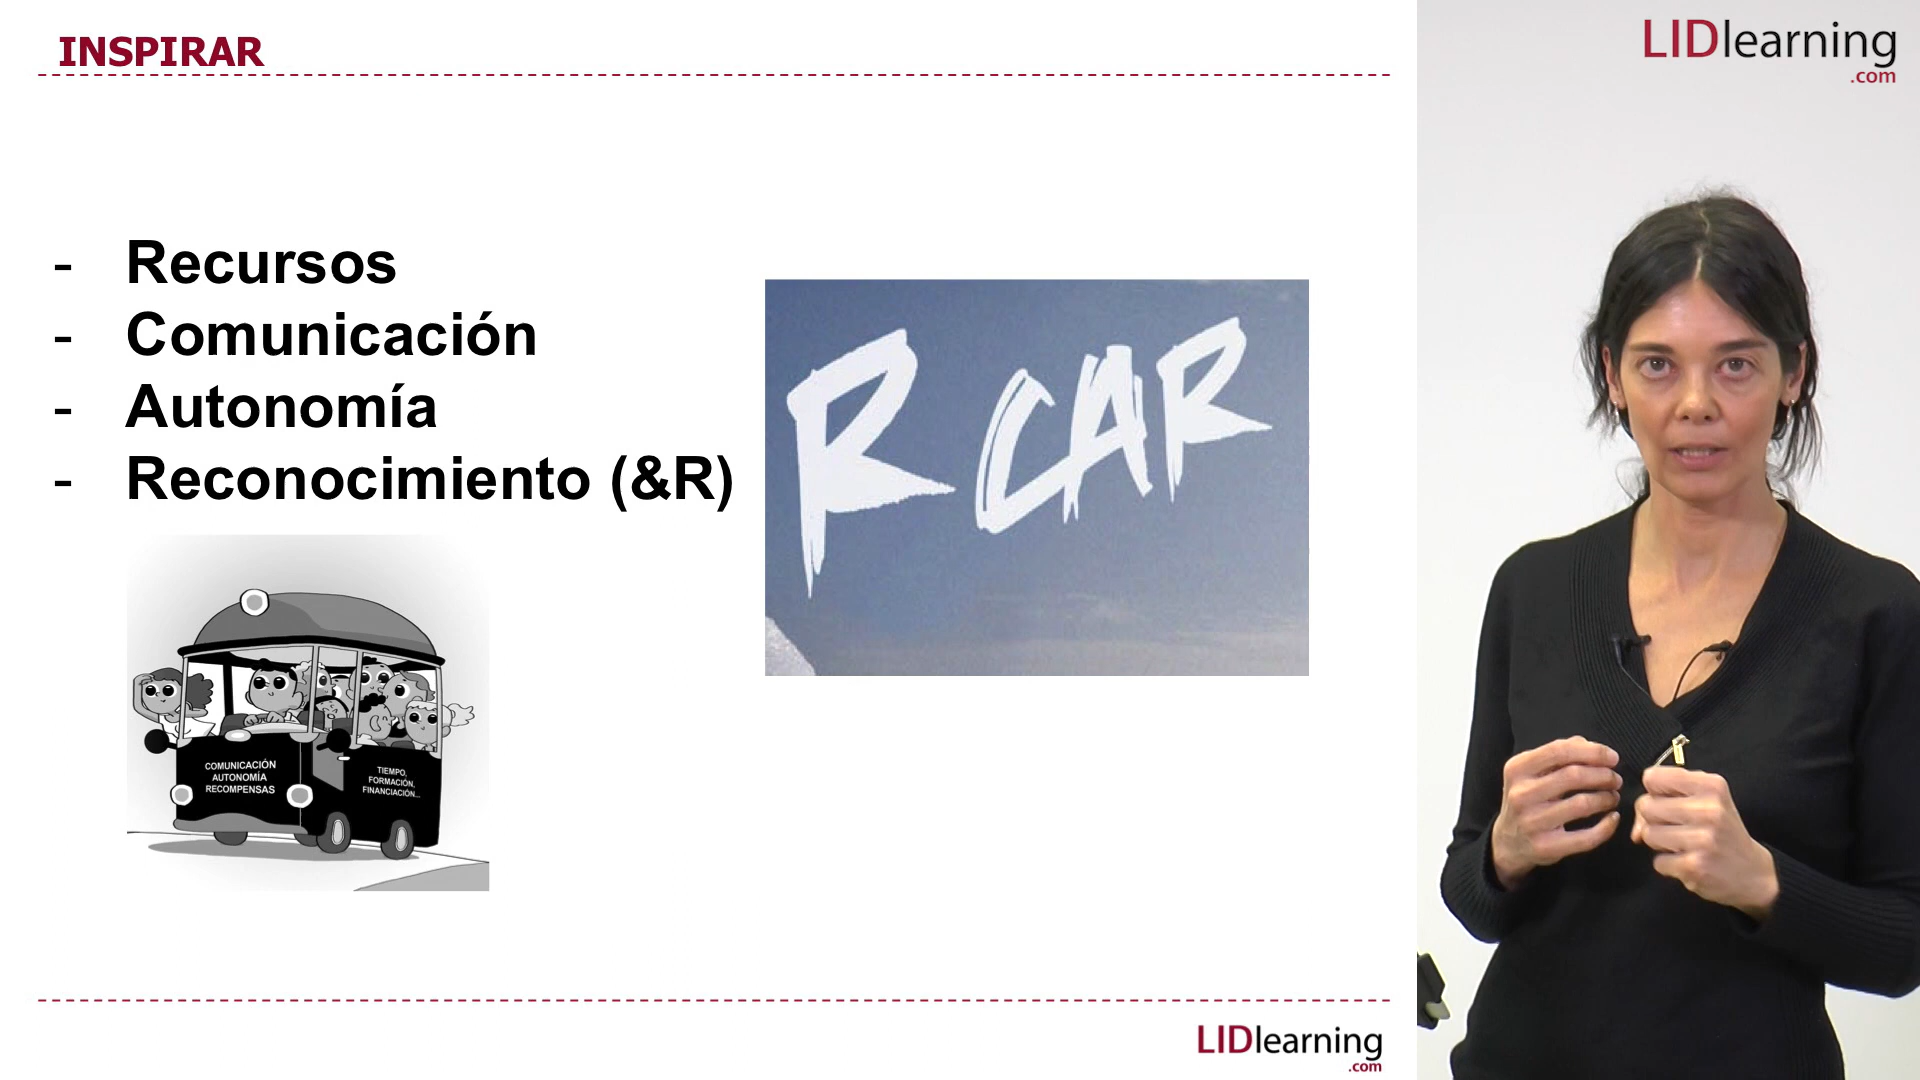 INSPIRAR
LIDlearning
.com
- Recursos
- Comunicación
- Autonomía
- Reconocimiento (&R)
R CAR
COMUNICACIÓN
AUTONOMÍA
RECOMPENSAS
TIEMPO,
FORMACIÓN,
FINANCIACIÓN...
LIDlearning
.com